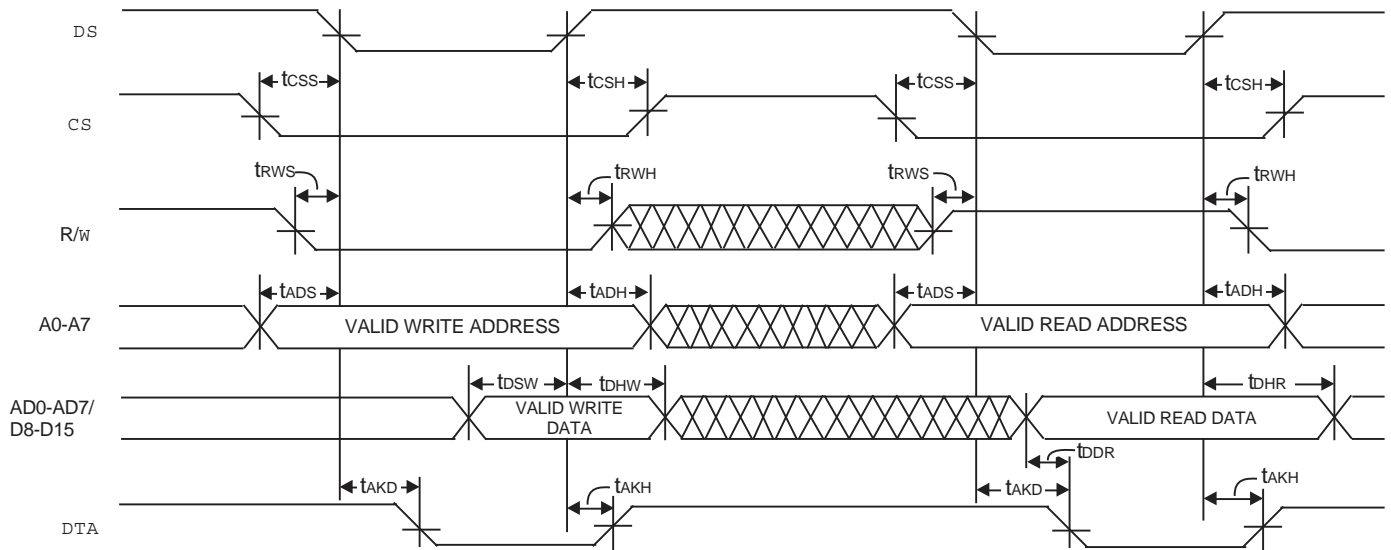 DS
tCSS
tCSH
tCSS
tCSH
CS
tRWS
tRWH
tRWS
tRWH
R/W
tADS
tADH
tADS
tADH
A0-A7
VALID WRITE ADDRESS
VALID READ ADDRESS
tDSW
tDHW
tDHR
AD0-AD7/
D8-D15
VALID WRITE
DATA
VALID READ DATA
tDDR
tAKD
tAKH
tAKD
tAKH
DTA